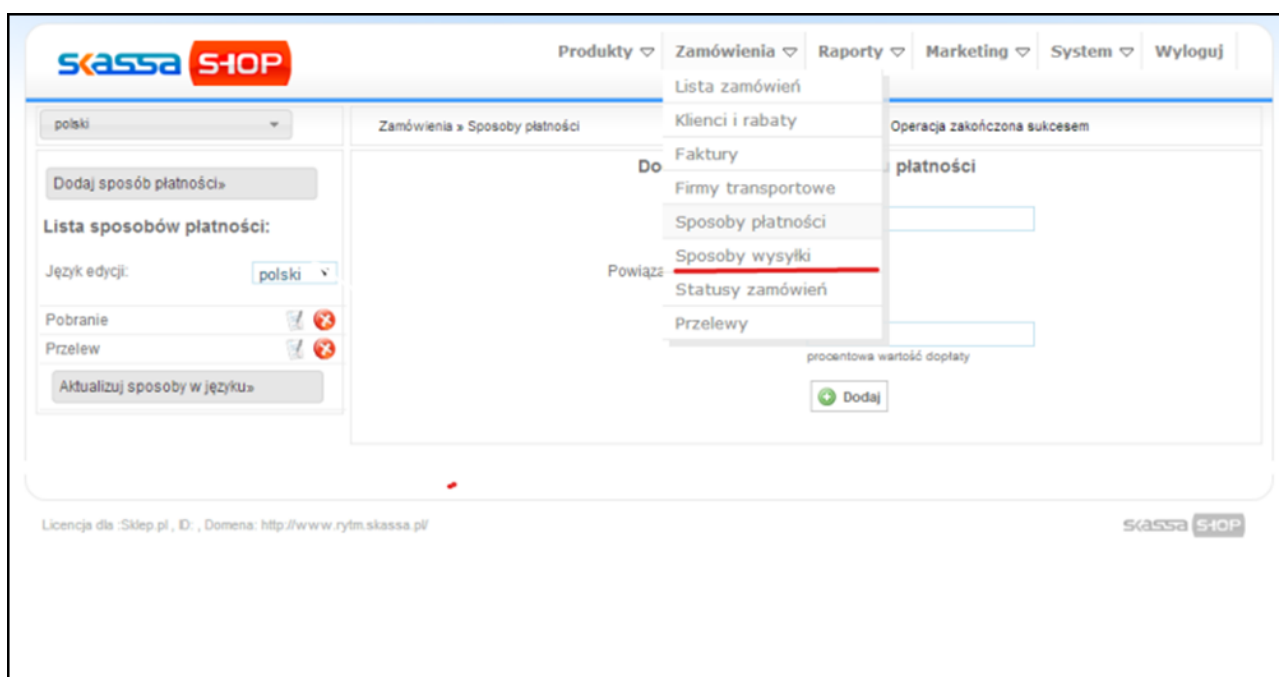 skassa SHOP
Produkty Zamówienia Raporty Marketing System Wyloguj
Lista zamówień
Klienci i rabaty
Faktury
Firmy transportowe
Sposoby płatności
Sposoby wysyłki
Statusy zamówień
Przelewy
polski
Zamówienia » Sposoby płatności
Operacja zakończona sukcesem
Dodaj sposób płatności»
Lista sposobów płatności:
Język edycji: polski
Pobranie
Przelew
Aktualizuj sposoby w języku»
Do płatności
Powiąza
procentowa wartość dopłaty
Dodaj
Licencja dla :Sklep.pl , ID: , Domena: http://www.rytm.skassa.pl/
skassa SHOP